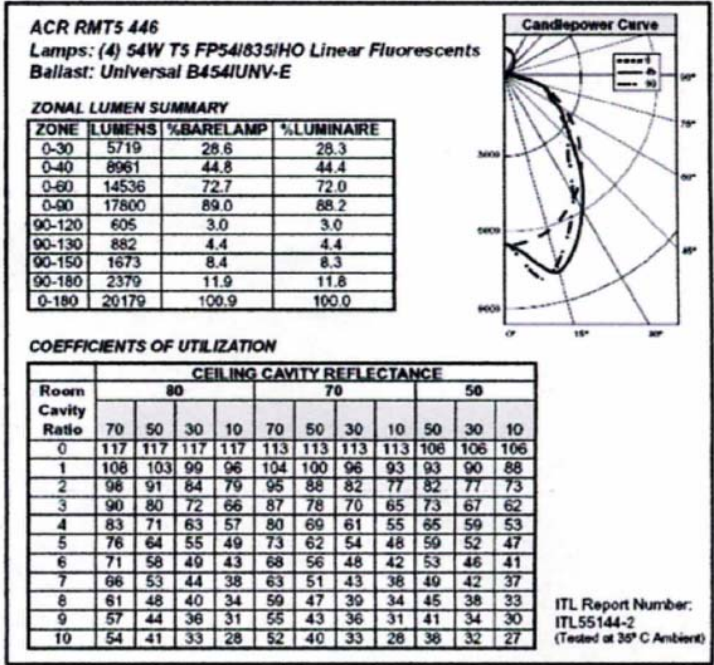 ACR RMT5 446
Lamps: (4) 54W T5 FP54/835/HO Linear Fluorescents
Ballast: Universal B454IUNV-E
ZONAL LUMEN SUMMARY
ZONE LUMENS %BARELAMP %LUMINAIRE
0-30 5719 28.6 28.3
0-40 8961 44.8 44.4
0-60 14536 72.7 72.0
0-90 17800 89.0 88.2
90-120 605 3.0 3.0
90-130 882 4.4 4.4
90-150 1673 8.4 8.3
90-180 2379 11.9 11.8
0-180 20179 100.9 100.0
Candlepower Curve
0
45
90
90°
75°
60°
45°
3000
6000
9000
0° 15° 30°
COEFFICIENTS OF UTILIZATION
CEILING CAVITY REFLECTANCE
Room 80 70 50
Cavity
Ratio 70 50 30 10 70 50 30 10 50 30 10
0 117 117 117 117 113 113 113 113 106 106 106
1 108 103 99 96 104 100 96 93 93 90 88
2 98 91 84 79 95 88 82 77 82 77 73
3 90 80 72 66 87 78 70 65 73 67 62
4 83 71 63 57 80 69 61 55 65 59 53
5 76 64 55 49 73 62 54 48 59 52 47
6 71 58 49 43 68 56 48 42 53 46 41
7 66 53 44 38 63 51 43 38 49 42 37
8 61 48 40 34 59 47 39 34 45 38 33
9 57 44 36 31 55 43 36 31 41 34 30
10 54 41 33 28 52 40 33 28 38 32 27
ITL Report Number:
ITL55144-2
(Tested at 35° C Ambient)